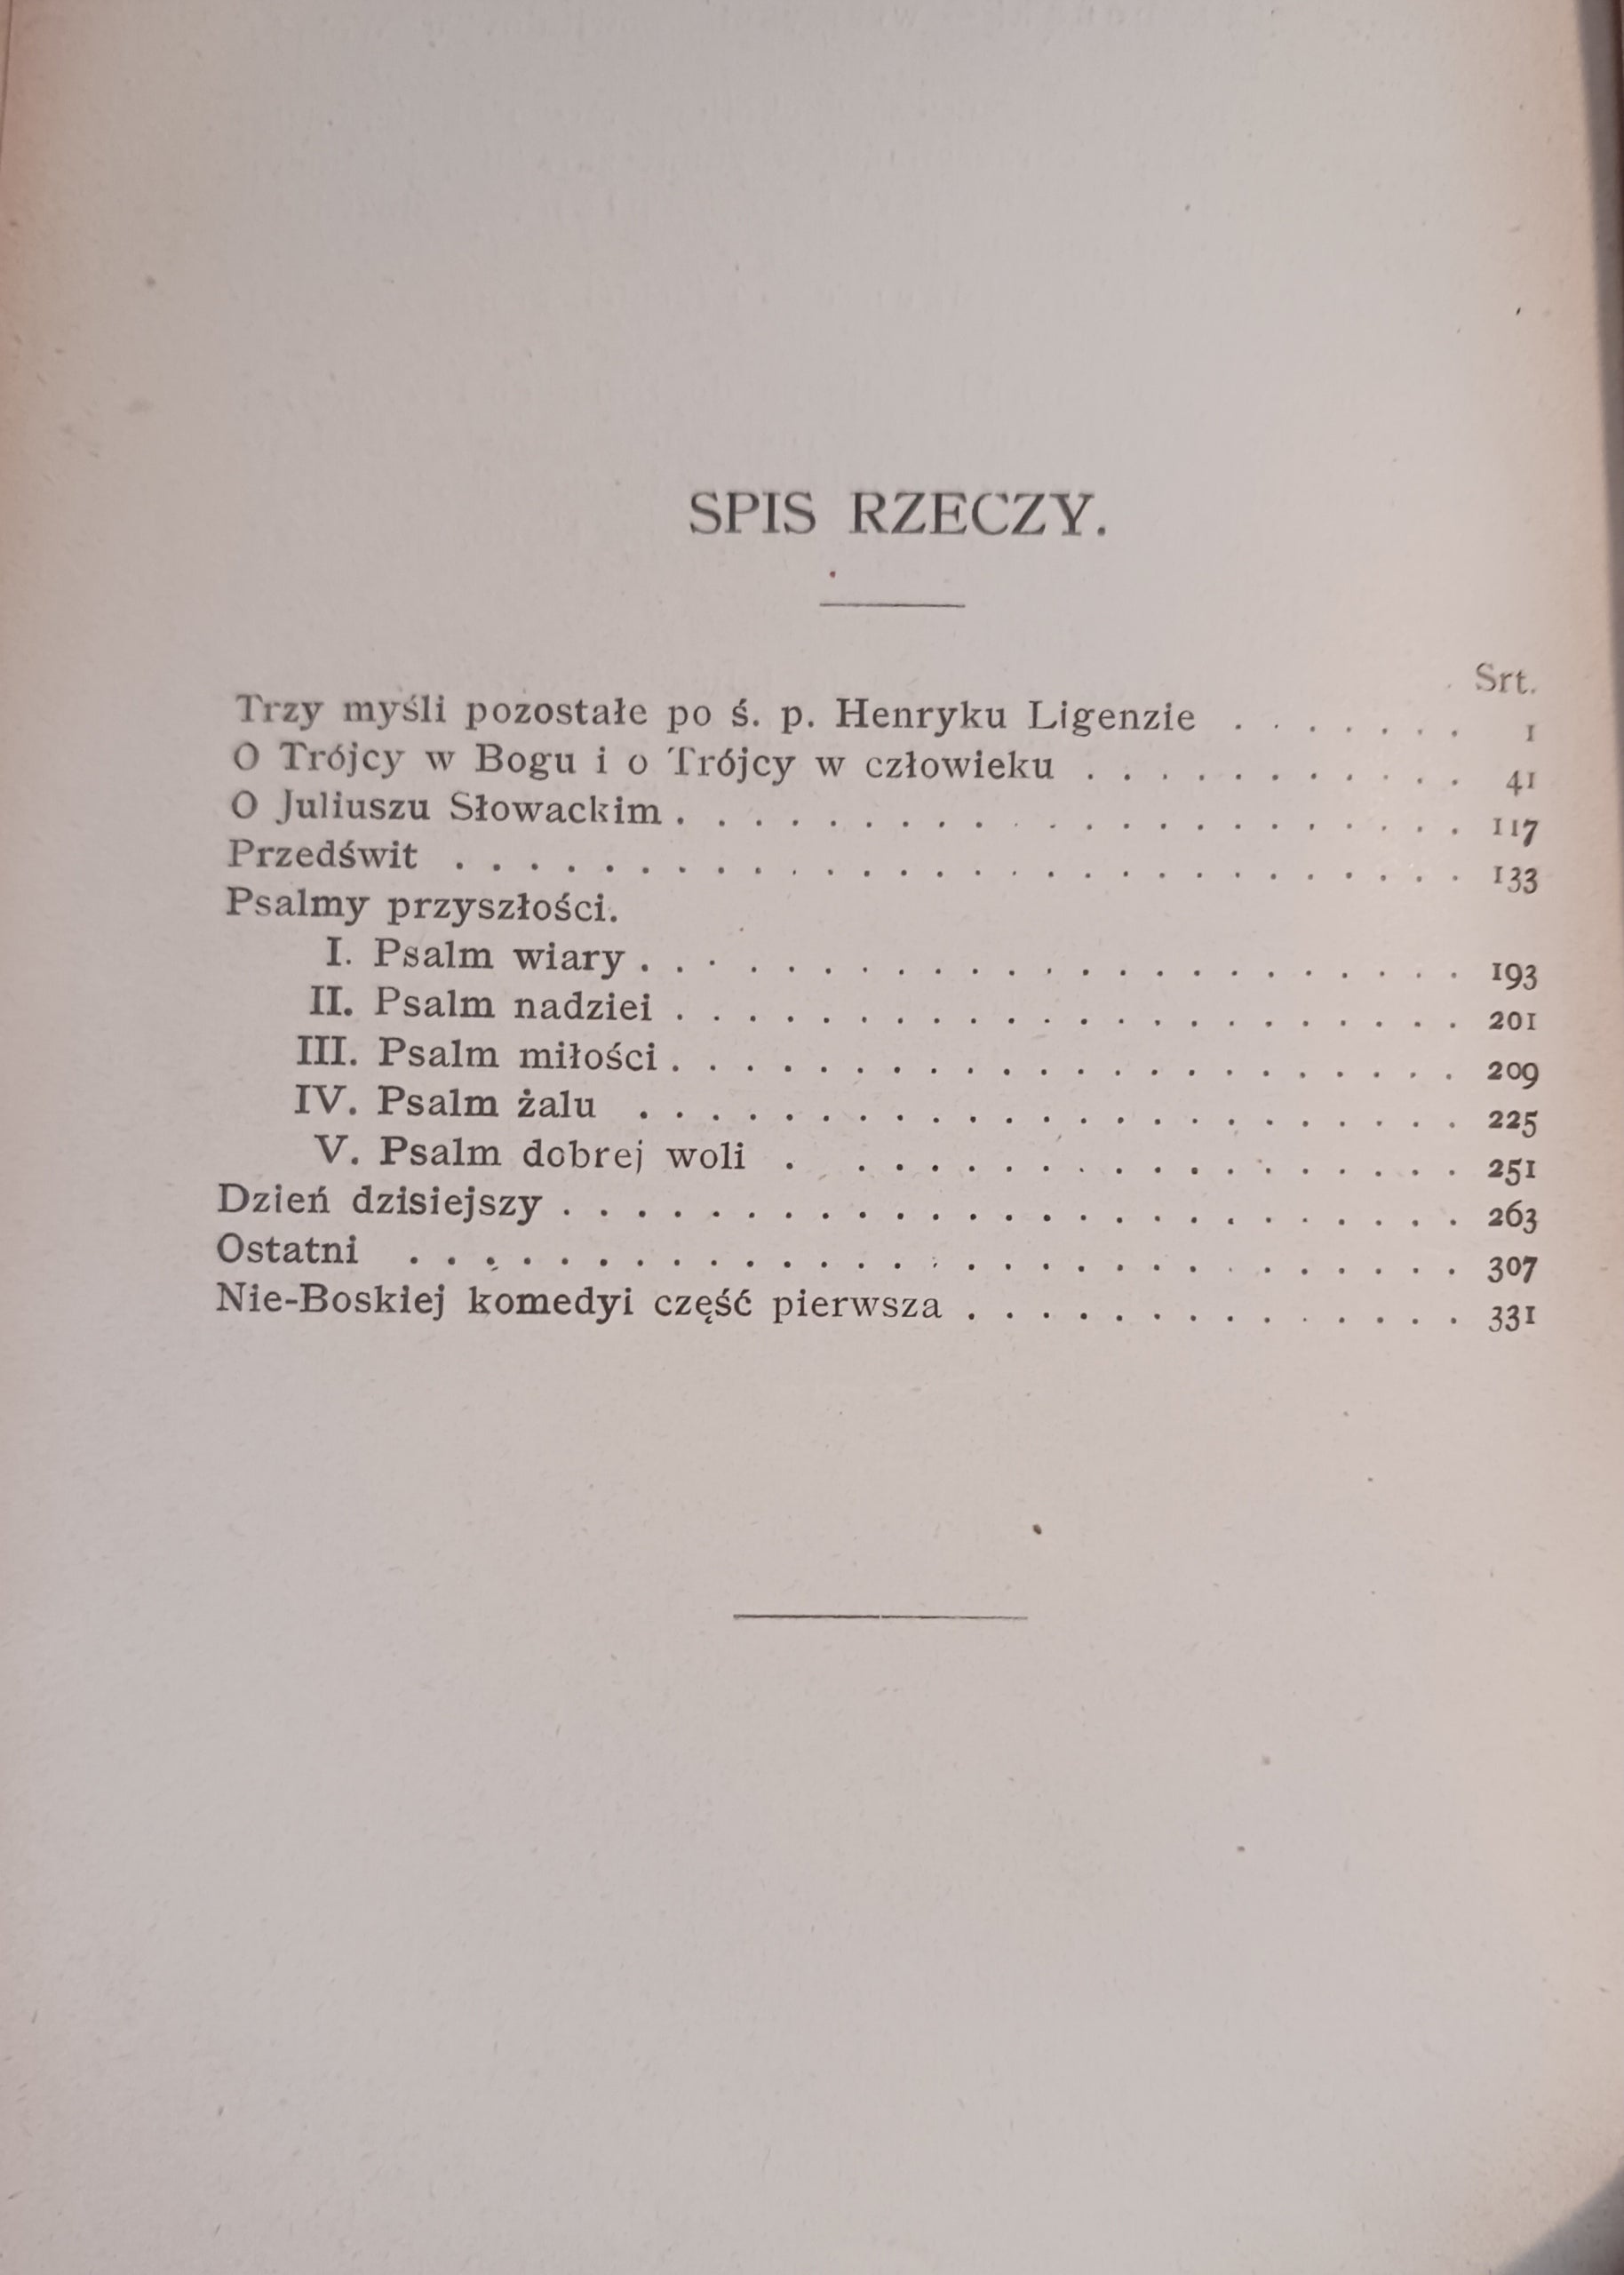 SPIS RZECZY.
Srt.
Trzy myśli pozostałe po ś. p. Henryku Ligenzie . . . . . . . 1
O Trójcy w Bogu i o Trójcy w człowieku . . . . . . . . . . . 41
O Juliuszu Słowackim . . . . . . . . . . . . . . . . . . . . . . 117
Przedświt . . . . . . . . . . . . . . . . . . . . . . . . . . . . 133
Psalmy przyszłości.
I. Psalm wiary . . . . . . . . . . . . . . . . . . . . . . . 193
II. Psalm nadziei . . . . . . . . . . . . . . . . . . . . . . 201
III. Psalm miłości . . . . . . . . . . . . . . . . . . . . . . 209
IV. Psalm żalu . . . . . . . . . . . . . . . . . . . . . . . 225
V. Psalm dobrej woli . . . . . . . . . . . . . . . . . . 251
Dzień dzisiejszy . . . . . . . . . . . . . . . . . . . . . . . . . 263
Ostatni . . . . . . . . . . . . . . . . . . . . . . . . . . . . . 307
Nie-Boskiej komedyi część pierwsza . . . . . . . . . . . . . . 331